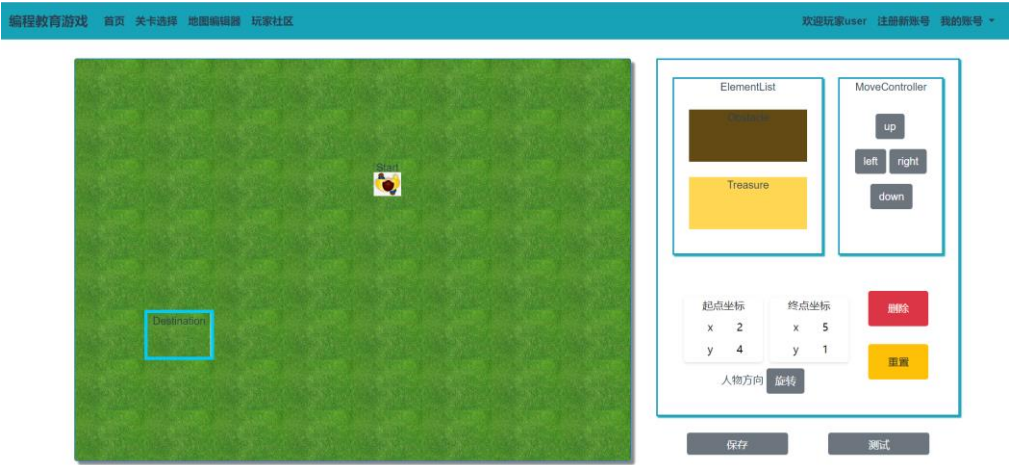 编程教育游戏 首页 关卡选择 地图编辑器 玩家社区 欢迎玩家user 注册新账号 我的账号
Start
Destination
ElementList
Obstacle
Treasure
MoveController
up
left right
down
起点坐标
x 2
y 4
终点坐标
x 5
y 1
删除
重置
人物方向 旋转
保存 测试